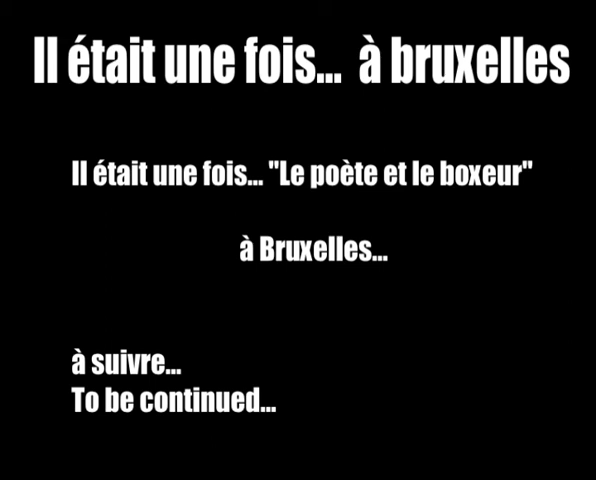 Il était une fois... à bruxelles
Il était une fois... "Le poète et le boxeur"
à Bruxelles...
à suivre...
To be continued...